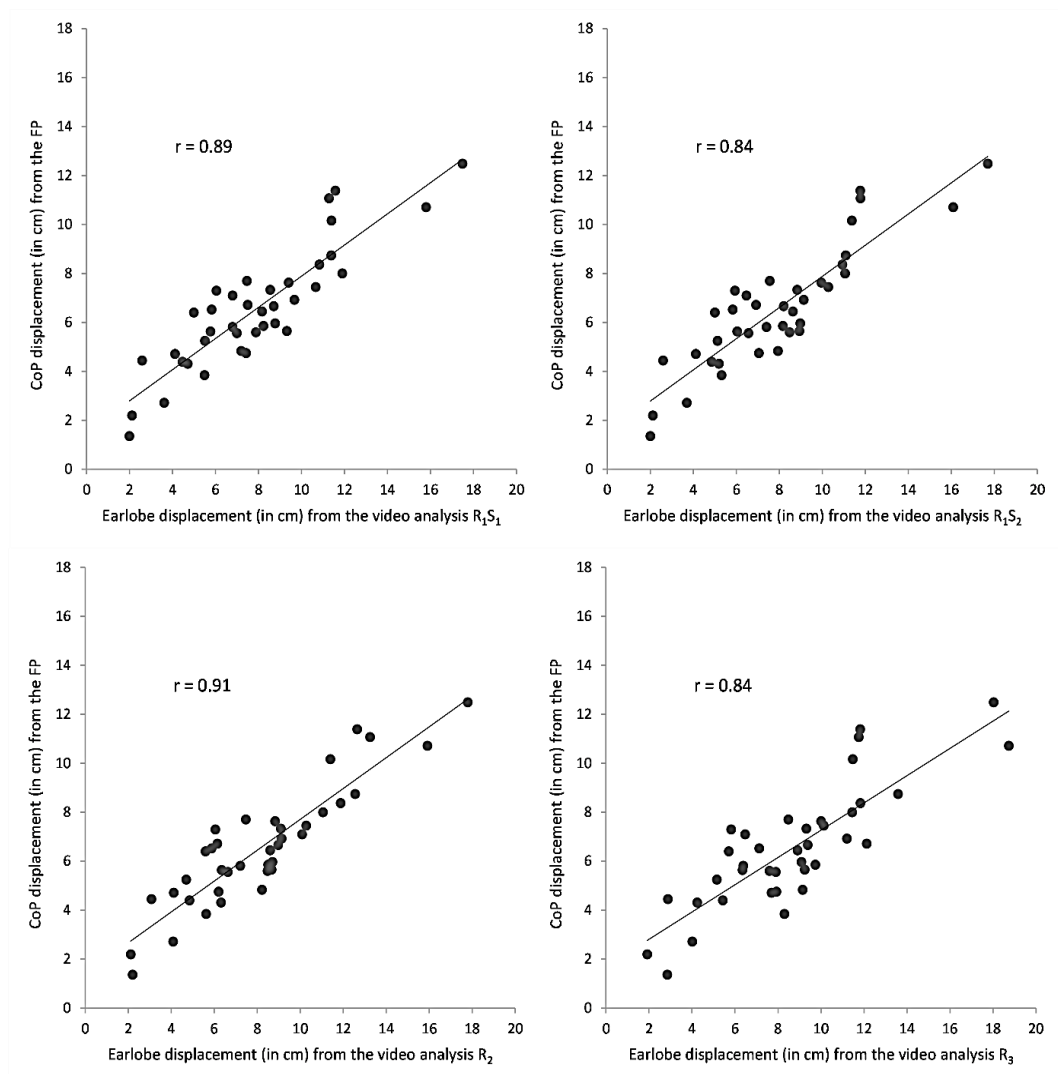 18
16
14
12
10
8
6
4
2
0
CoP displacement (in cm) from the FP
r = 0.89
0 2 4 6 8 10 12 14 16 18 20
Earlobe displacement (in cm) from the video analysis R₁S₁
18
16
14
12
10
8
6
4
2
0
CoP displacement (in cm) from the FP
r = 0.84
0 2 4 6 8 10 12 14 16 18 20
Earlobe displacement (in cm) from the video analysis R₁S₂
18
16
14
12
10
8
6
4
2
0
CoP displacement (in cm) from the FP
r = 0.91
0 2 4 6 8 10 12 14 16 18 20
Earlobe displacement (in cm) from the video analysis R₂
18
16
14
12
10
8
6
4
2
0
CoP displacement (in cm) from the FP
r = 0.84
0 2 4 6 8 10 12 14 16 18 20
Earlobe displacement (in cm) from the video analysis R₃